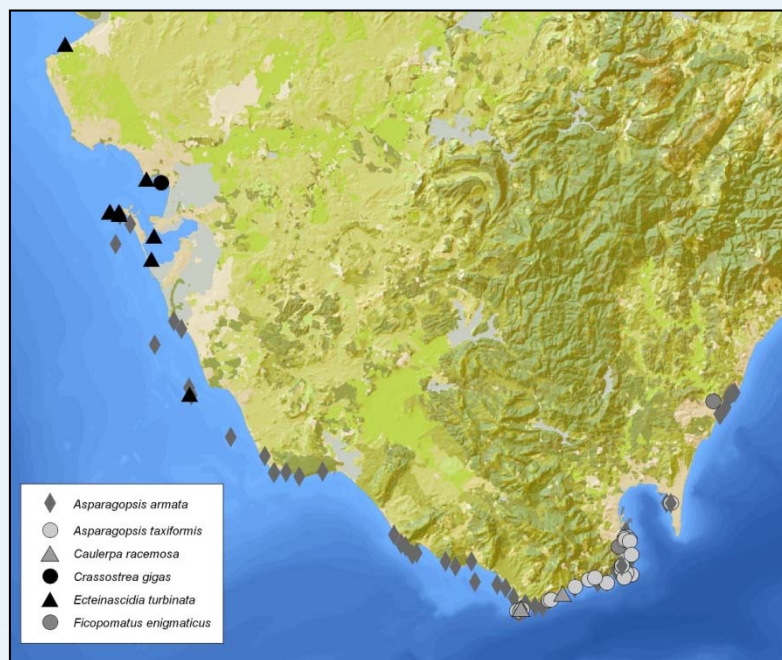 Asparagopsis armata
Asparagopsis taxiformis
Caulerpa racemosa
Crassostrea gigas
Ecteinascidia turbinata
Ficopomatus enigmaticus